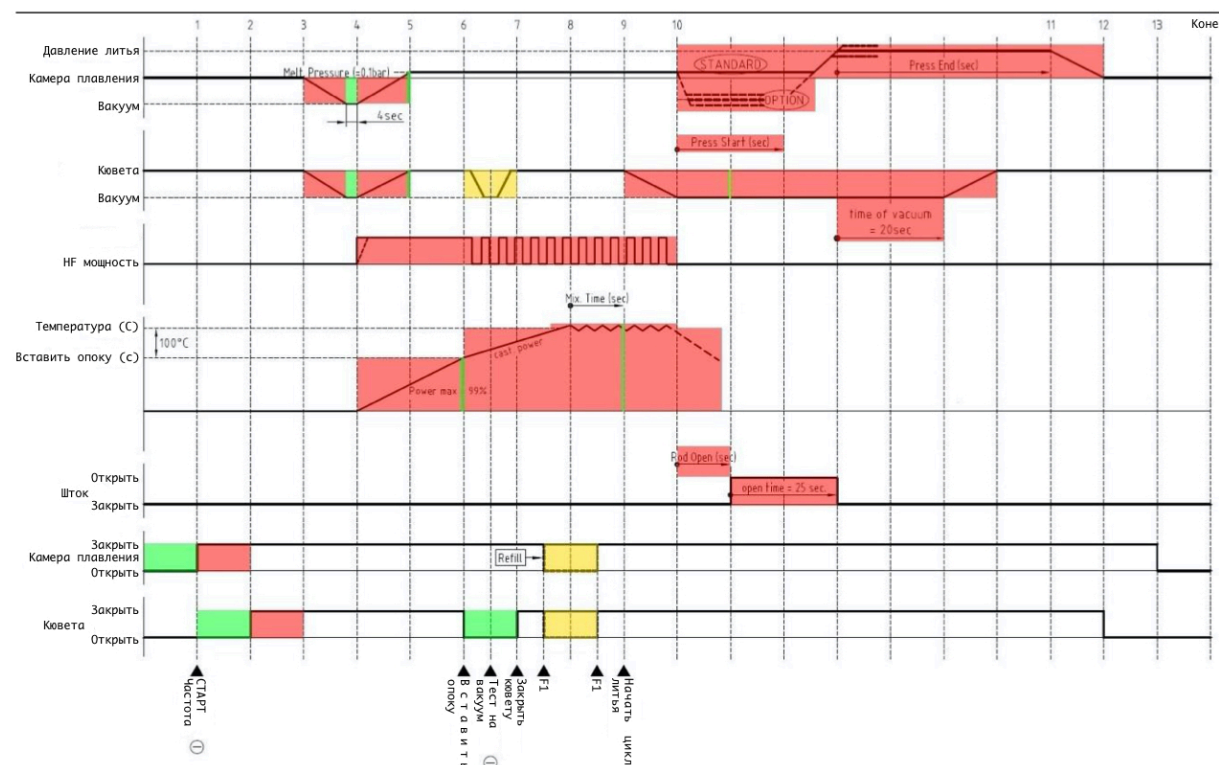 1 2 3 4 5 6 7 8 9 10 11 12 13 Коне
Давление литья
STANDARD
Press End (sec)
Melt. Pressure (=0.1bar)
Камера плавления
OPTION
Вакуум
4sec
Press Start (sec)
Кювета
Вакуум
time of vacuum
= 20sec
HF мощность
Mix. Time (sec)
Температура (C)
100°C
cast. power
Вставить опоку (с)
Power max 99%
Rod Open (sec)
Открыть
open time = 25 sec.
Шток
Закрыть
Закрыть
Камера плавления
Refill
Открыть
Закрыть
Кювета
Открыть
СТАРТ
Частота
Вставить
опоку
Тест на
вакуум
Закрыть
кювету
F1
F1
Начать цикл
литья